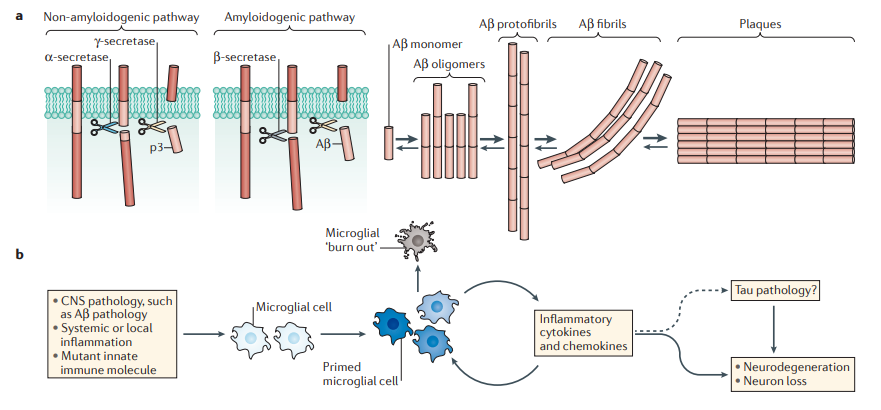 a
Non-amyloidogenic pathway
Amyloidogenic pathway
γ-secretase
α-secretase
p3
β-secretase
Aβ
Aβ monomer
Aβ oligomers
Aβ protofibrils
Aβ fibrils
Plaques
b
• CNS pathology, such
as Aβ pathology
• Systemic or local
inflammation
• Mutant innate
immune molecule
Microglial cell
Microglial
'burn out'
Primed
microglial cell
Inflammatory
cytokines
and chemokines
Tau pathology?
• Neurodegeneration
• Neuron loss